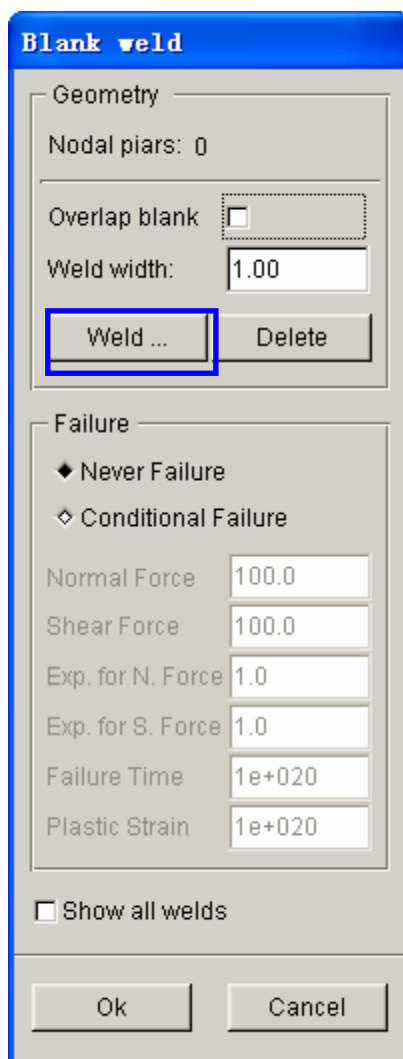 Blank weld
Geometry
Nodal piars: 0
Overlap blank
Weld width: 1.00
Weld ... Delete
Failure
Never Failure
Conditional Failure
Normal Force 100.0
Shear Force 100.0
Exp. for N. Force 1.0
Exp. for S. Force 1.0
Failure Time 1e+020
Plastic Strain 1e+020
Show all welds
Ok Cancel